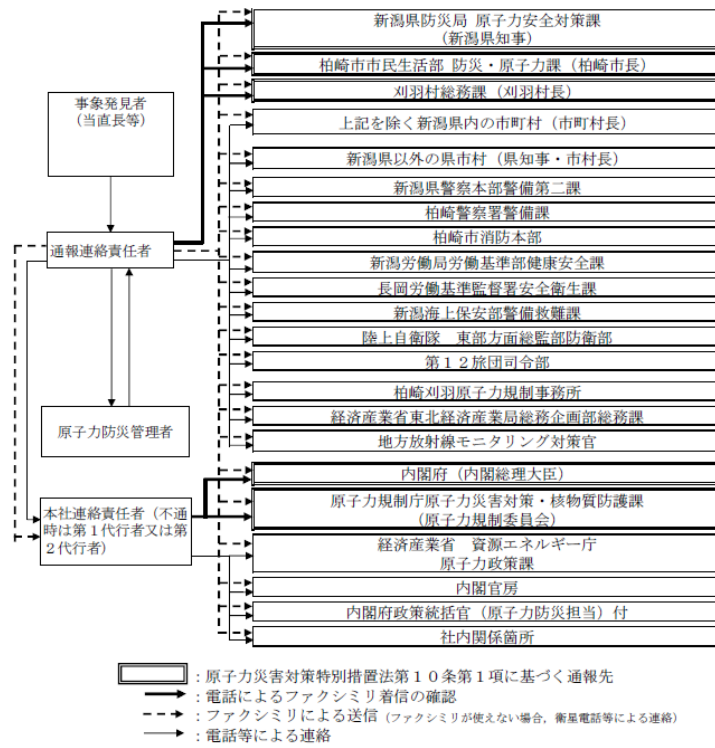 新潟県防災局 原子力安全対策課
(新潟県知事)
柏崎市市民生活部 防災・原子力課(柏崎市長)
刈羽村総務課(刈羽村長)
事象発見者
(当直長等)
上記を除く新潟県内の市町村(市町村長)
新潟県以外の県市村(県知事・市村長)
新潟県警察本部警備第二課
柏崎警察署警備課
柏崎市消防本部
通報連絡責任者
新潟労働局労働基準部健康安全課
長岡労働基準監督署安全衛生課
新潟海上保安部警備救難課
陸上自衛隊 東部方面総監部防衛部
第12旅団司令部
柏崎刈羽原子力規制事務所
経済産業省東北経済産業局総務企画部総務課
原子力防災管理者
地方放射線モニタリング対策官
内閣府(内閣総理大臣)
本社連絡責任者(不通
時は第1代行者又は第
2代行者)
原子力規制庁原子力災害対策・核物質防護課
(原子力規制委員会)
経済産業省 資源エネルギー庁
原子力政策課
内閣官房
内閣府政策統括官(原子力防災担当)付
社内関係箇所
:原子力災害対策特別措置法第10条第1項に基づく通報先
:電話によるファクシミリ着信の確認
:ファクシミリによる送信(ファクシミリが使えない場合,衛星電話等による連絡)
:電話等による連絡